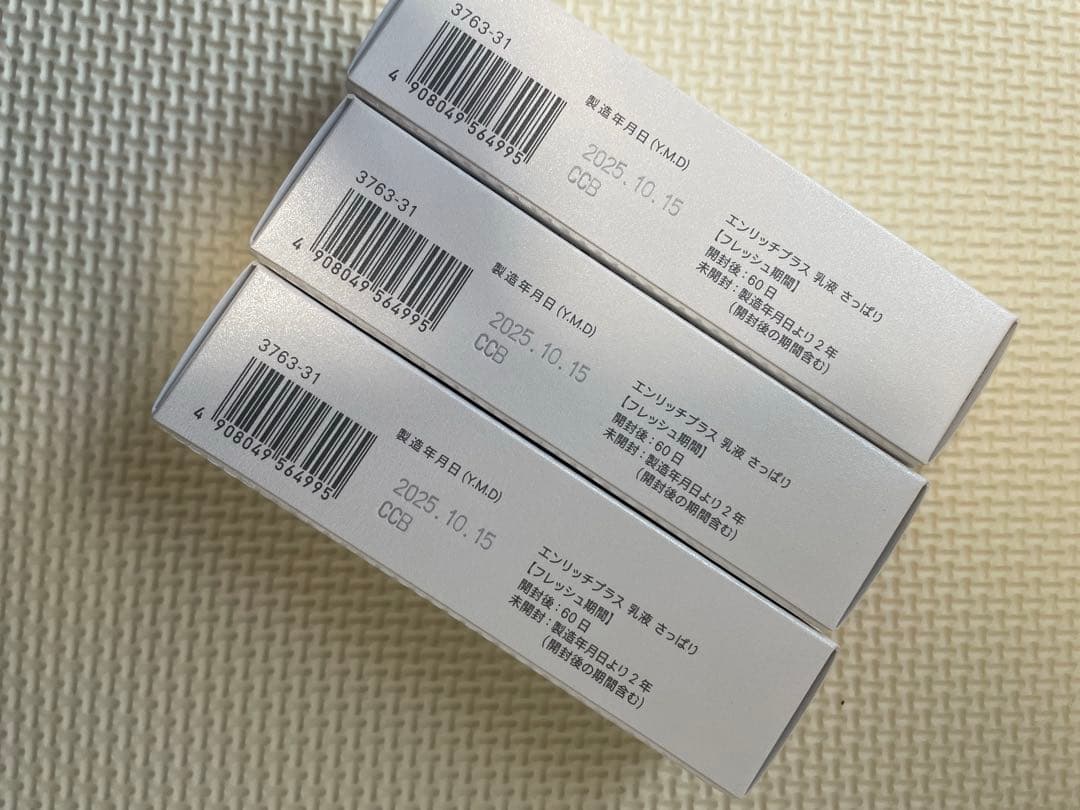 3763-31
4 908049 564995
製造年月日(Y.M.D)
2025.10.15
CCB
エンリッチプラス 乳液 さっぱり
【フレッシュ期間】
開封後：60日
未開封：製造年月日より2年
(開封後の期間含む)
3763-31
4 908049 564995
製造年月日(Y.M.D)
2025.10.15
CCB
エンリッチプラス 乳液 さっぱり
【フレッシュ期間】
開封後：60日
未開封：製造年月日より2年
(開封後の期間含む)
3763-31
4 908049 564995
製造年月日(Y.M.D)
2025.10.15
CCB
エンリッチプラス 乳液 さっぱり
【フレッシュ期間】
開封後：60日
未開封：製造年月日より2年
(開封後の期間含む)